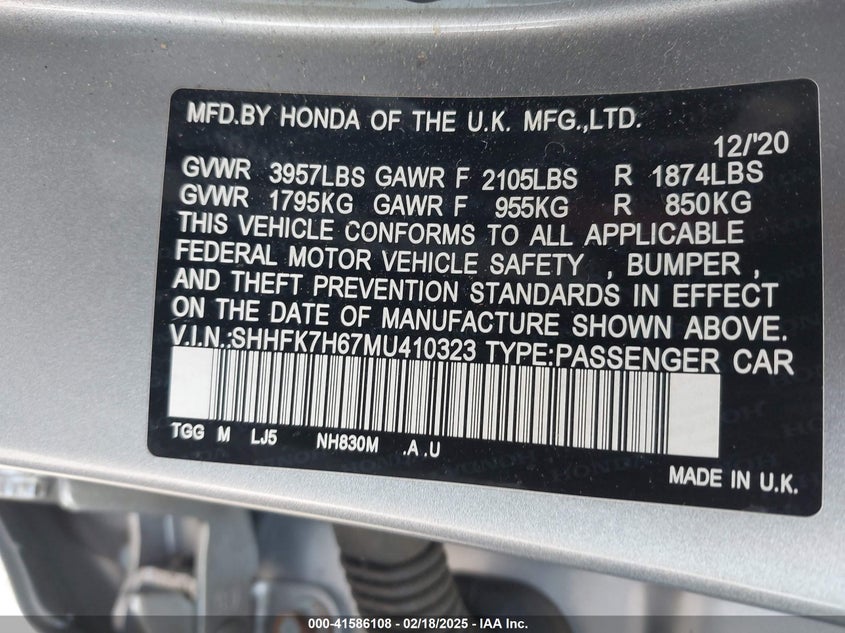 MFD.BY HONDA OF THE U.K. MFG.,LTD.
12/'20
GVWR 3957LBS GAWR F 2105LBS R 1874LBS
GVWR 1795KG GAWR F 955KG R 850KG
THIS VEHICLE CONFORMS TO ALL APPLICABLE
FEDERAL MOTOR VEHICLE SAFETY , BUMPER ,
AND THEFT PREVENTION STANDARDS IN EFFECT
ON THE DATE OF MANUFACTURE SHOWN ABOVE.
V.I.N.:SHHFK7H67MU410323 TYPE:PASSENGER CAR
TGG M LJ5 NH830M .A .U
MADE IN U.K.
000-41586108 - 02/18/2025 - IAA Inc.